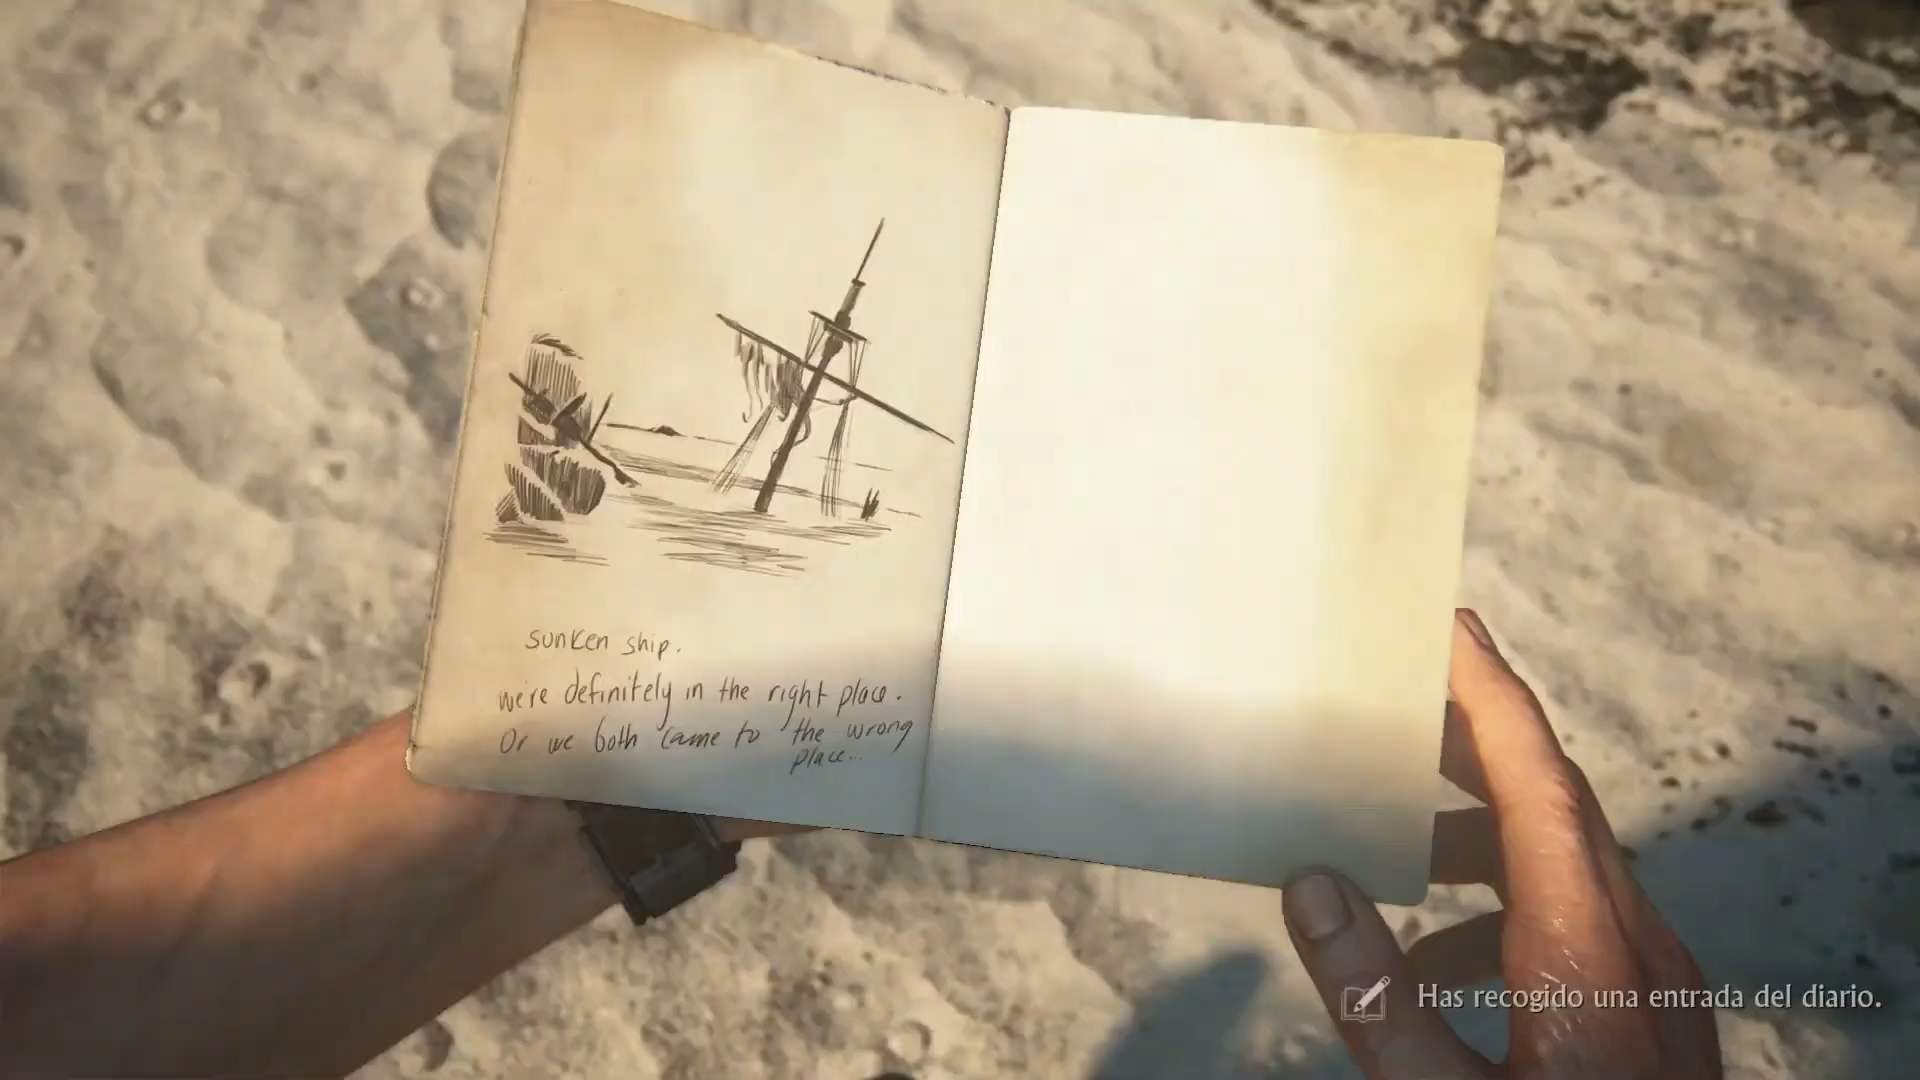 sunken ship.
we're definitely in the right place.
Or we both came to the wrong
place...
Has recogido una entrada del diario.